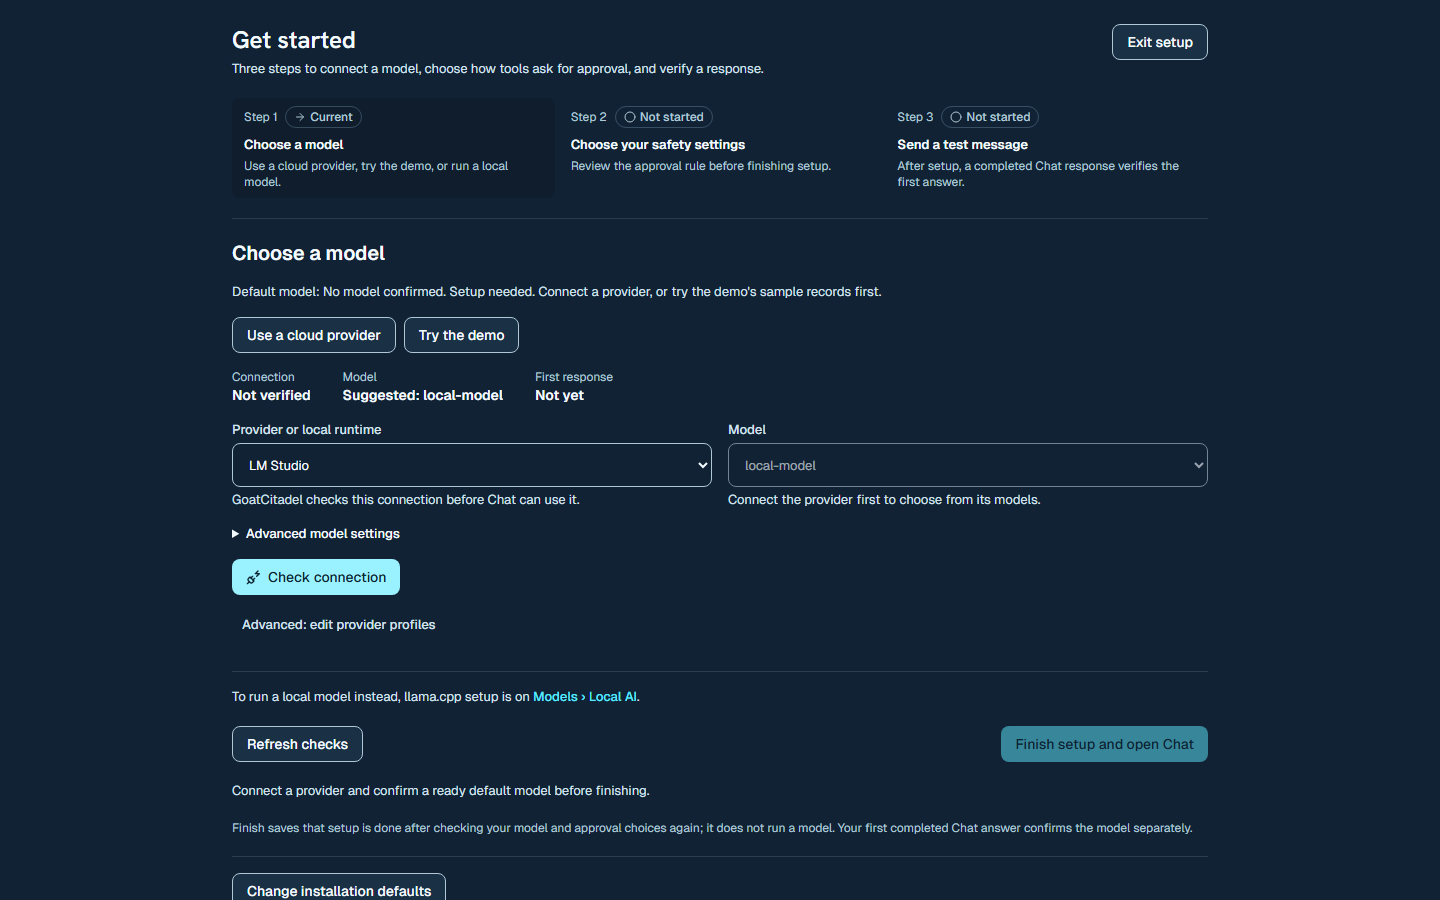 Get started
Exit setup
Three steps to connect a model, choose how tools ask for approval, and verify a response.
Step 1
Current
Choose a model
Use a cloud provider, try the demo, or run a local
model.
Step 2
Not started
Choose your safety settings
Review the approval rule before finishing setup.
Step 3
Not started
Send a test message
After setup, a completed Chat response verifies the
first answer.
Choose a model
Default model: No model confirmed. Setup needed. Connect a provider, or try the demo's sample records first.
Use a cloud provider
Try the demo
Connection
Not verified
Model
Suggested: local-model
First response
Not yet
Provider or local runtime
LM Studio
GoatCitadel checks this connection before Chat can use it.
Model
local-model
Connect the provider first to choose from its models.
Advanced model settings
Check connection
Advanced: edit provider profiles
To run a local model instead, llama.cpp setup is on Models › Local AI.
Refresh checks
Finish setup and open Chat
Connect a provider and confirm a ready default model before finishing.
Finish saves that setup is done after checking your model and approval choices again; it does not run a model. Your first completed Chat answer confirms the model separately.
Change installation defaults